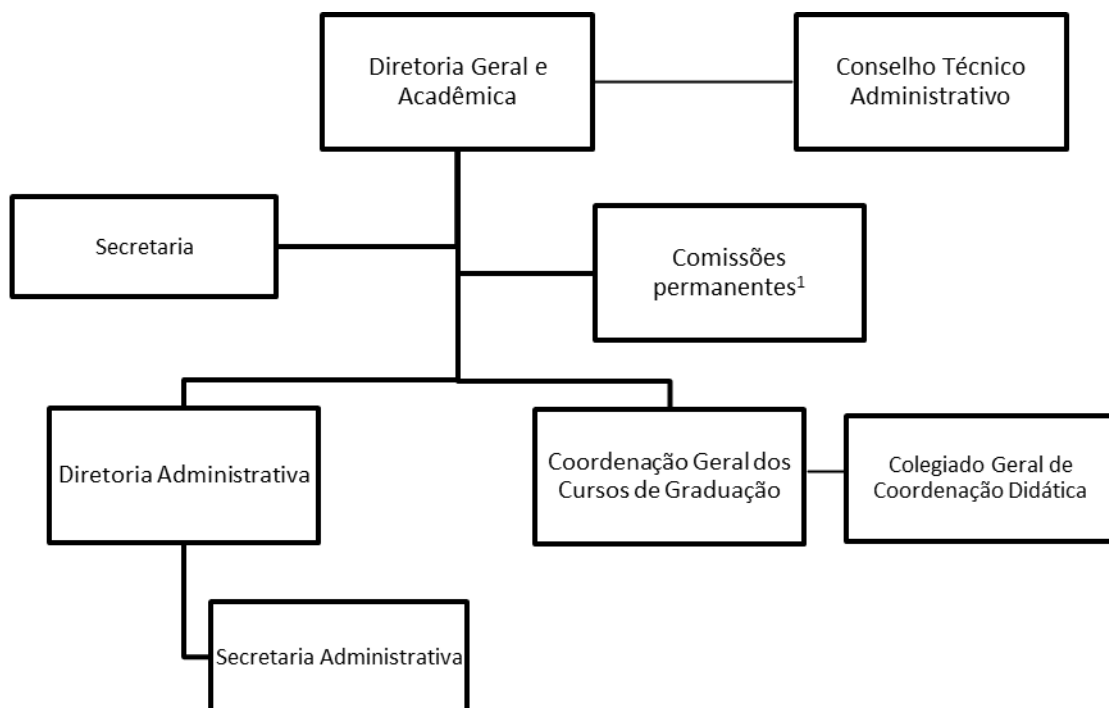 Diretoria Geral e
Acadêmica
Conselho Técnico
Administrativo
Secretaria
Comissões
permanentes¹
Diretoria Administrativa
Coordenação Geral dos
Cursos de Graduação
Colegiado Geral de
Coordenação Didática
Secretaria Administrativa